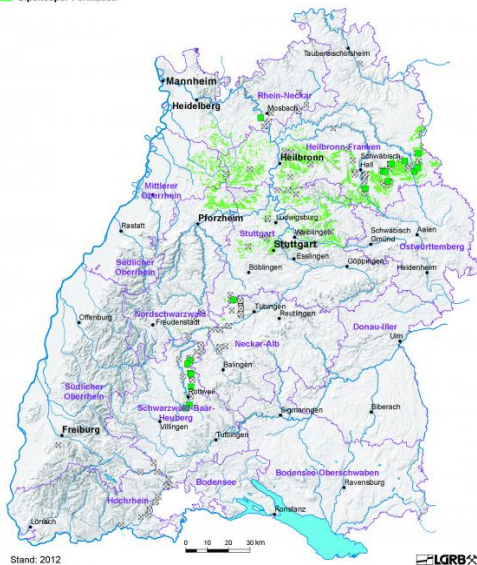 Tauberbischofsheim
Mannheim
Rhein-Neckar
Heidelberg
Mosbach
Heilbronn-Franken
Heilbronn
Schwäbisch
Hall
Mittlerer
Oberrhein
Pforzheim
Ludwigsburg
Rastatt
Stuttgart
Waiblingen
Schwäbisch
Gmünd
Aalen
Stuttgart
Ostwürttemberg
Esslingen
Südlicher
Oberrhein
Böblingen
Göppingen
Heidenheim
Nordschwarzwald
Tübingen
Offenburg
Freudenstadt
Reutlingen
Donau-Iller
Ulm
Neckar-Alb
Balingen
Südlicher
Oberrhein
Rottweil
Schwarzwald-Baar-
Heuberg
Sigmaringen
Biberach
Villingen
Freiburg
Tuttlingen
Bodensee
Bodensee-Oberschwaben
Ravensburg
Hochrhein
Konstanz
Lörrach
0 10 20 30 km
Stand: 2012
LGRB